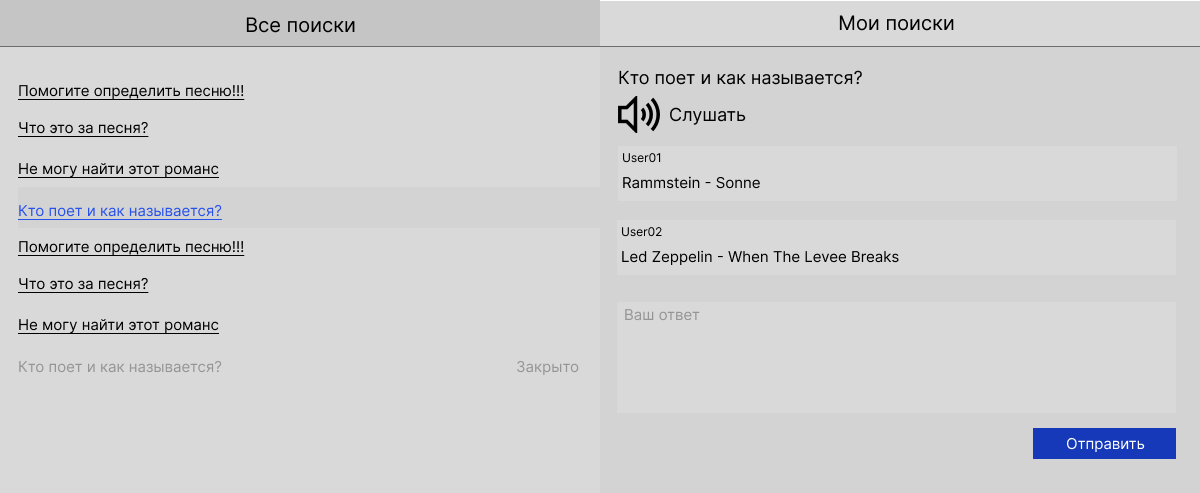 Все поиски
Мои поиски
Помогите определить песню!!!
Что это за песня?
Не могу найти этот романс
Кто поет и как называется?
Помогите определить песню!!!
Что это за песня?
Не могу найти этот романс
Кто поет и как называется?
Закрыто
Кто поет и как называется?
Слушать
User01
Rammstein - Sonne
User02
Led Zeppelin - When The Levee Breaks
Ваш ответ
Отправить